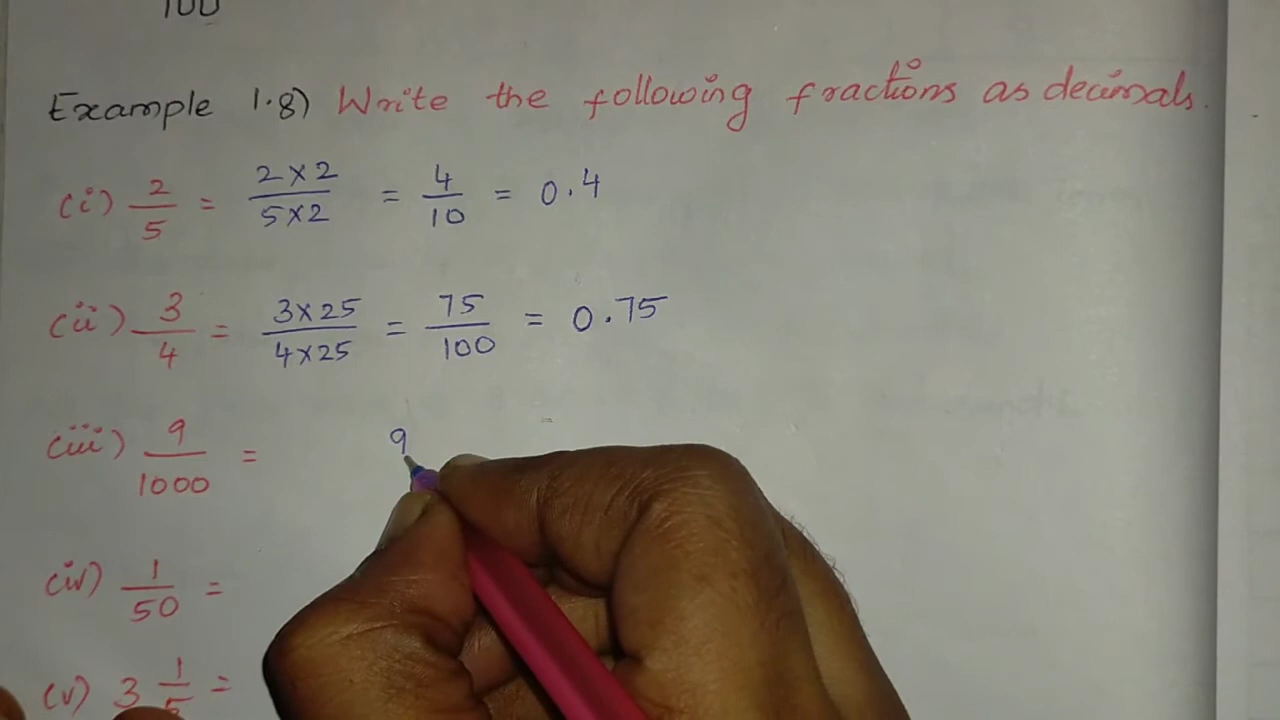 100
Example 1.8) Write the following fractions as decimals.
(i) 2/5 = 2×2/5×2 = 4/10 = 0.4
(ii) 3/4 = 3×25/4×25 = 75/100 = 0.75
(iii) 9/1000 = 9
(iv) 1/50 =
(v) 3 1/5 =